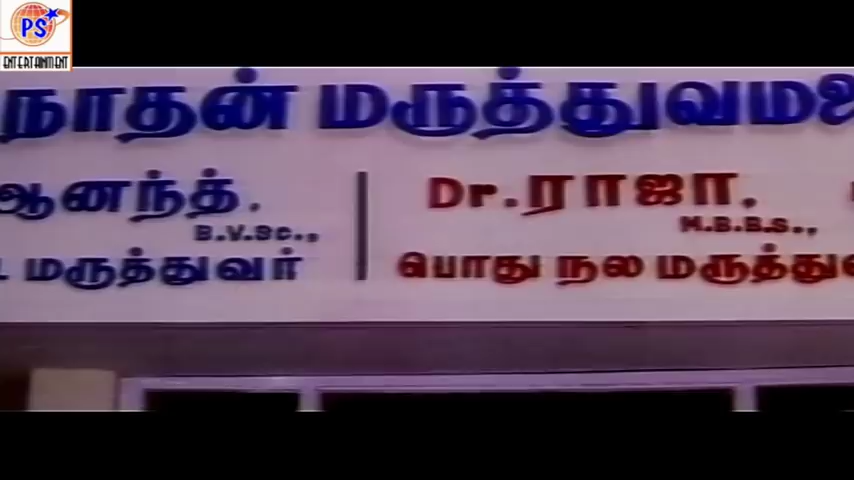 PS
ENTERTAINMENT
நாதன் மருத்துவம
ஆனந்த்.
B.V.Sc.,
மருத்துவர்
Dr. ராஜா.
M.B.B.S.,
பொது நல மருத்துவ